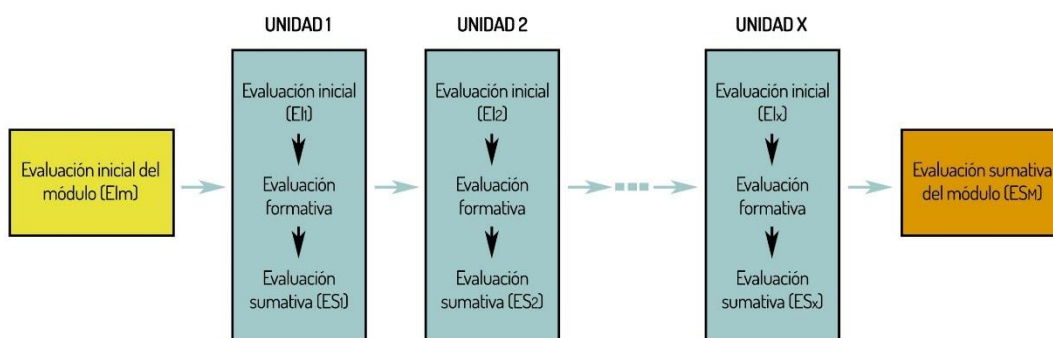 UNIDAD 1
UNIDAD 2
UNIDAD X
Evaluación inicial del
módulo (EIm)
Evaluación inicial
(EI1)
Evaluación
formativa
Evaluación
sumativa (ES1)
Evaluación inicial
(EI2)
Evaluación
formativa
Evaluación
sumativa (ES2)
Evaluación inicial
(EIx)
Evaluación
formativa
Evaluación
sumativa (ESx)
Evaluación sumativa
del módulo (ESM)